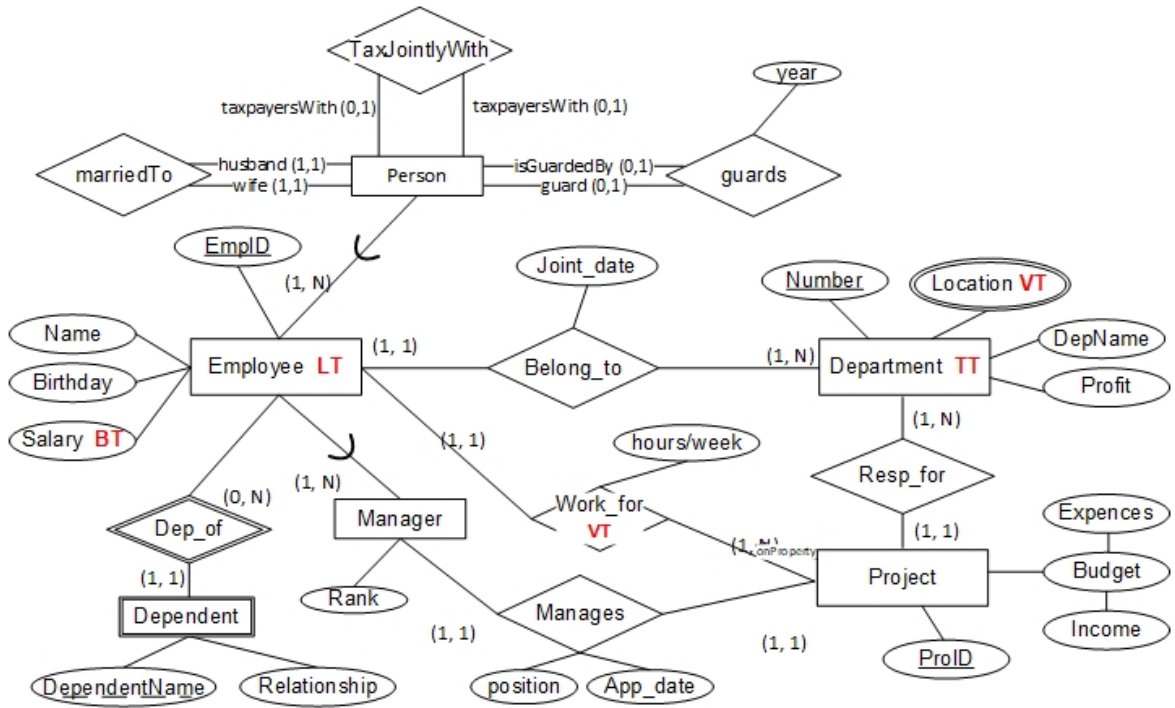 TaxJointlyWith
year
taxpayersWith (0,1)
taxpayersWith (0,1)
marriedTo
husband (1,1)
wife (1,1)
Person
isGuardedBy (0,1)
guard (0,1)
guards
EmpID
(1, N)
Joint_date
Number
Location VT
Name
Birthday
Salary BT
Employee LT
(1, 1)
Belong_to
(1, N)
Department TT
DepName
Profit
(1, N)
(1, 1)
hours/week
Resp_for
(0, N)
(1, N)
Dep_of
Manager
Work_for
VT
(1, N)
onProperty
(1, 1)
Expences
Budget
Income
(1, 1)
Project
Dependent
Rank
(1, 1)
Manages
(1, 1)
ProID
DependentName
Relationship
position
App_date